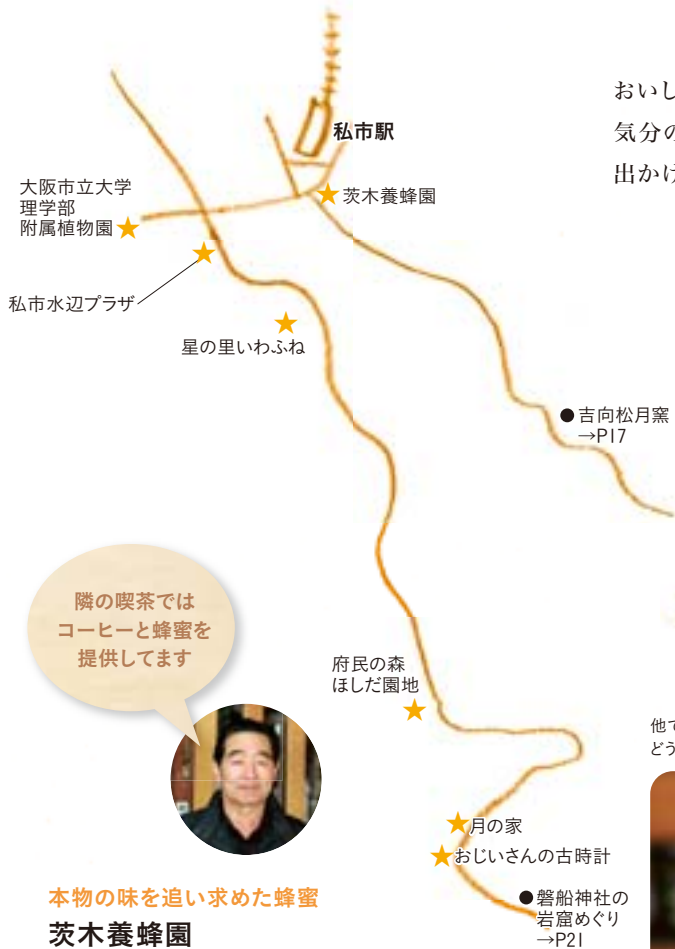 おいし
気分の
出かけ
私市駅
大阪市立大学
理学部
附属植物園
茨木養蜂園
私市水辺プラザ
星の里いわふね
吉向松月窯
→P17
隣の喫茶では
コーヒーと蜂蜜を
提供してます
府民の森
ほしだ園地
他で
どう
月の家
おじいさんの古時計
磐船神社の
岩窟めぐり
→P21
本物の味を追い求めた蜂蜜
茨木養蜂園